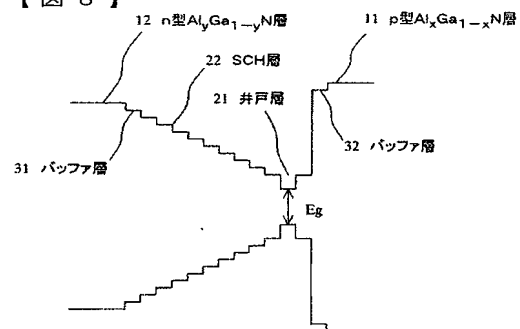 12 n型AlyGa1-yN層
11 p型AlxGa1-xN層
22 SCH層
21 井戸層
31 バッファ層
32 バッファ層
Eg